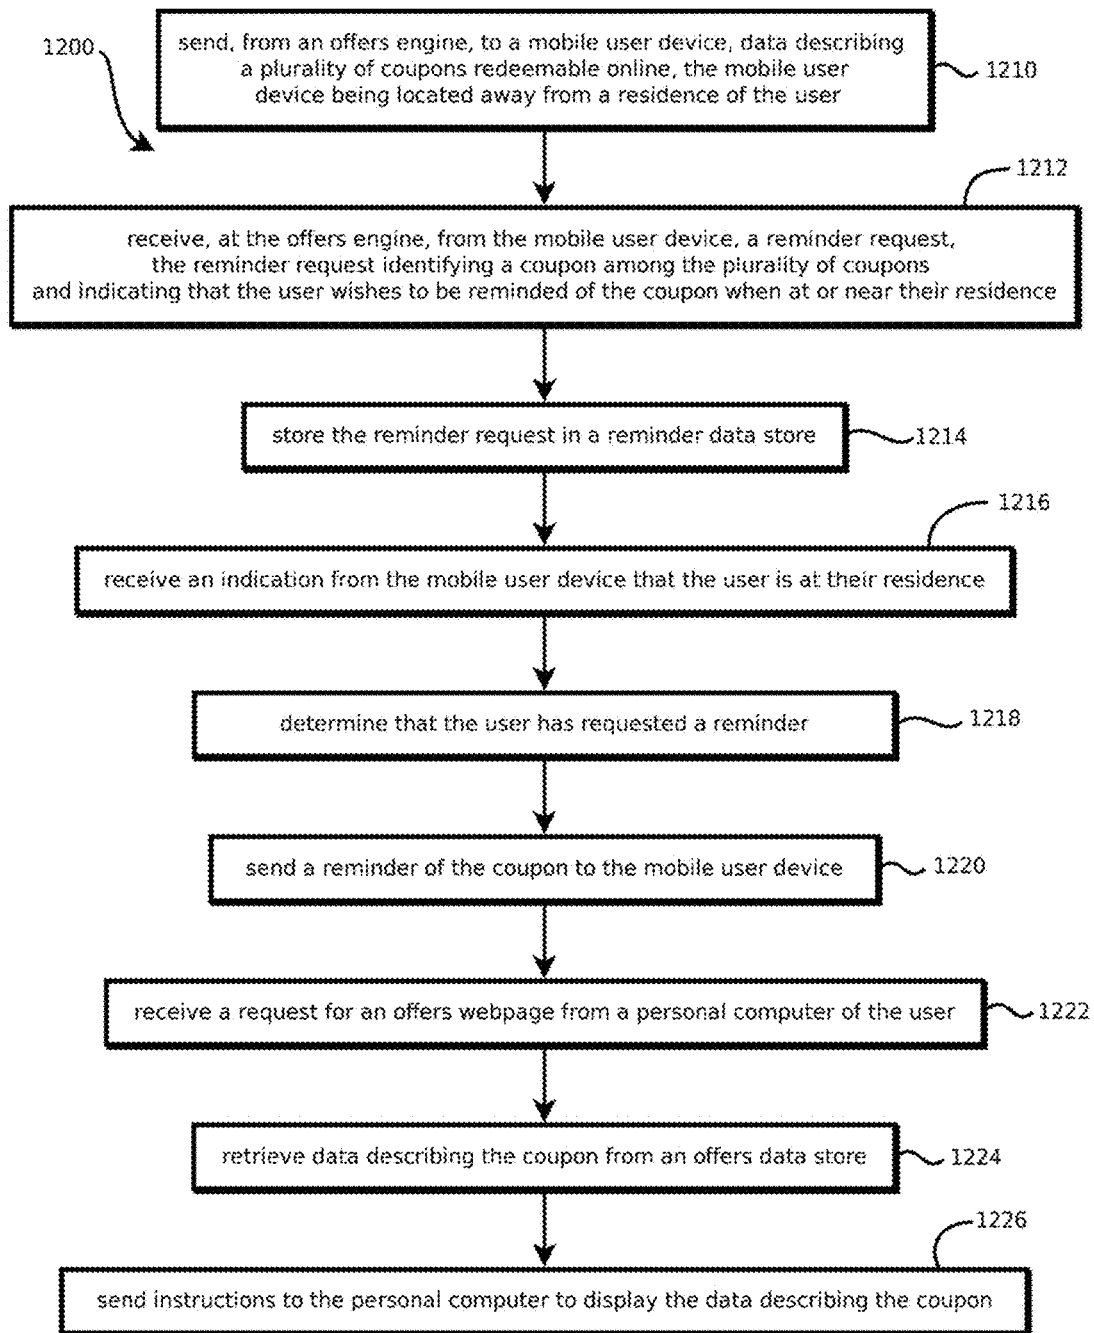 1200
send, from an offers engine, to a mobile user device, data describing
a plurality of coupons redeemable online, the mobile user
device being located away from a residence of the user
1210
1212
receive, at the offers engine, from the mobile user device, a reminder request,
the reminder request identifying a coupon among the plurality of coupons
and indicating that the user wishes to be reminded of the coupon when at or near their residence
store the reminder request in a reminder data store
1214
1216
receive an indication from the mobile user device that the user is at their residence
determine that the user has requested a reminder
1218
send a reminder of the coupon to the mobile user device
1220
receive a request for an offers webpage from a personal computer of the user
1222
retrieve data describing the coupon from an offers data store
1224
1226
send instructions to the personal computer to display the data describing the coupon